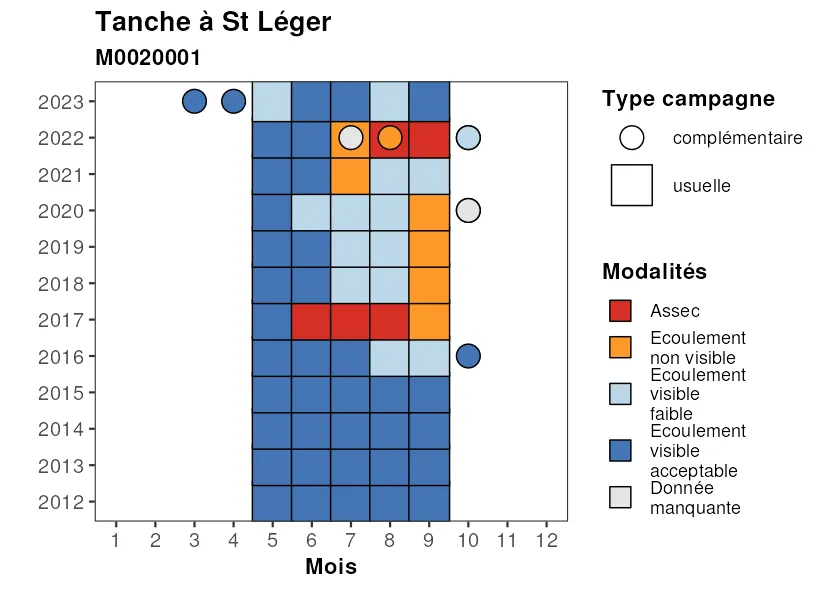 Tanche à St Léger
M0020001
2023
2022
2021
2020
2019
2018
2017
2016
2015
2014
2013
2012
1 2 3 4 5 6 7 8 9 10 11 12
Mois
Type campagne
complémentaire
usuelle
Modalités
Assec
Ecoulement
non visible
Ecoulement
visible
faible
Ecoulement
visible
acceptable
Donnée
manquante